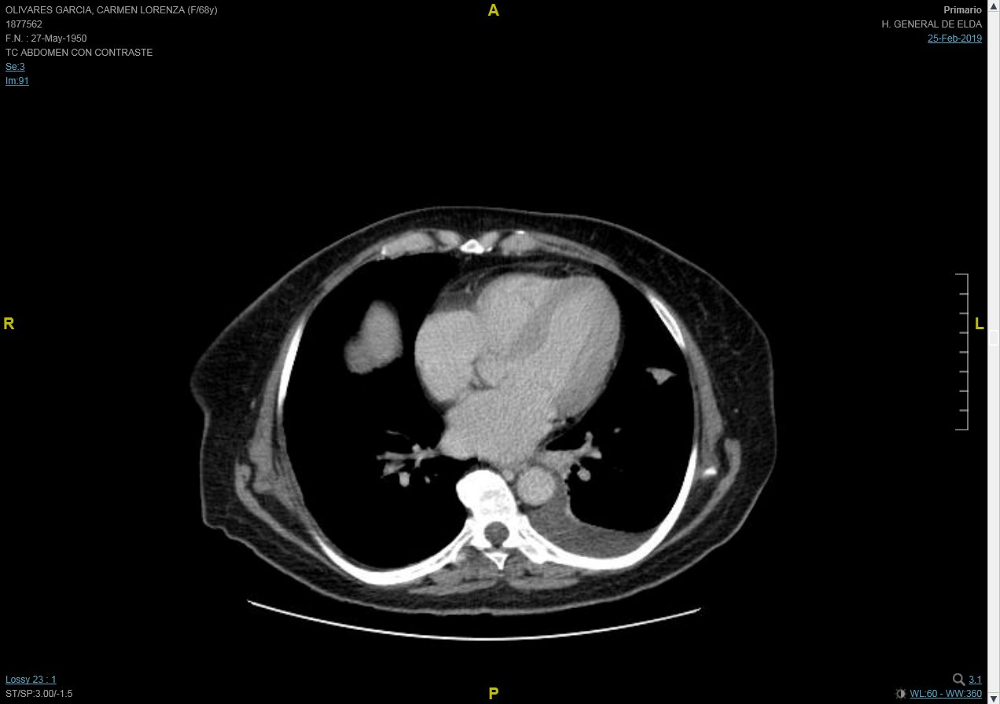 OLIVARES GARCIA, CARMEN LORENZA (F/68y)
1877562
F.N. : 27-May-1950
TC ABDOMEN CON CONTRASTE
Se:3
Im:91
A
Primario
H. GENERAL DE ELDA
25-Feb-2019
R
L
Lossy 23 : 1
ST/SP:3.00/-1.5
P
3.1
WL:60 - WW:360